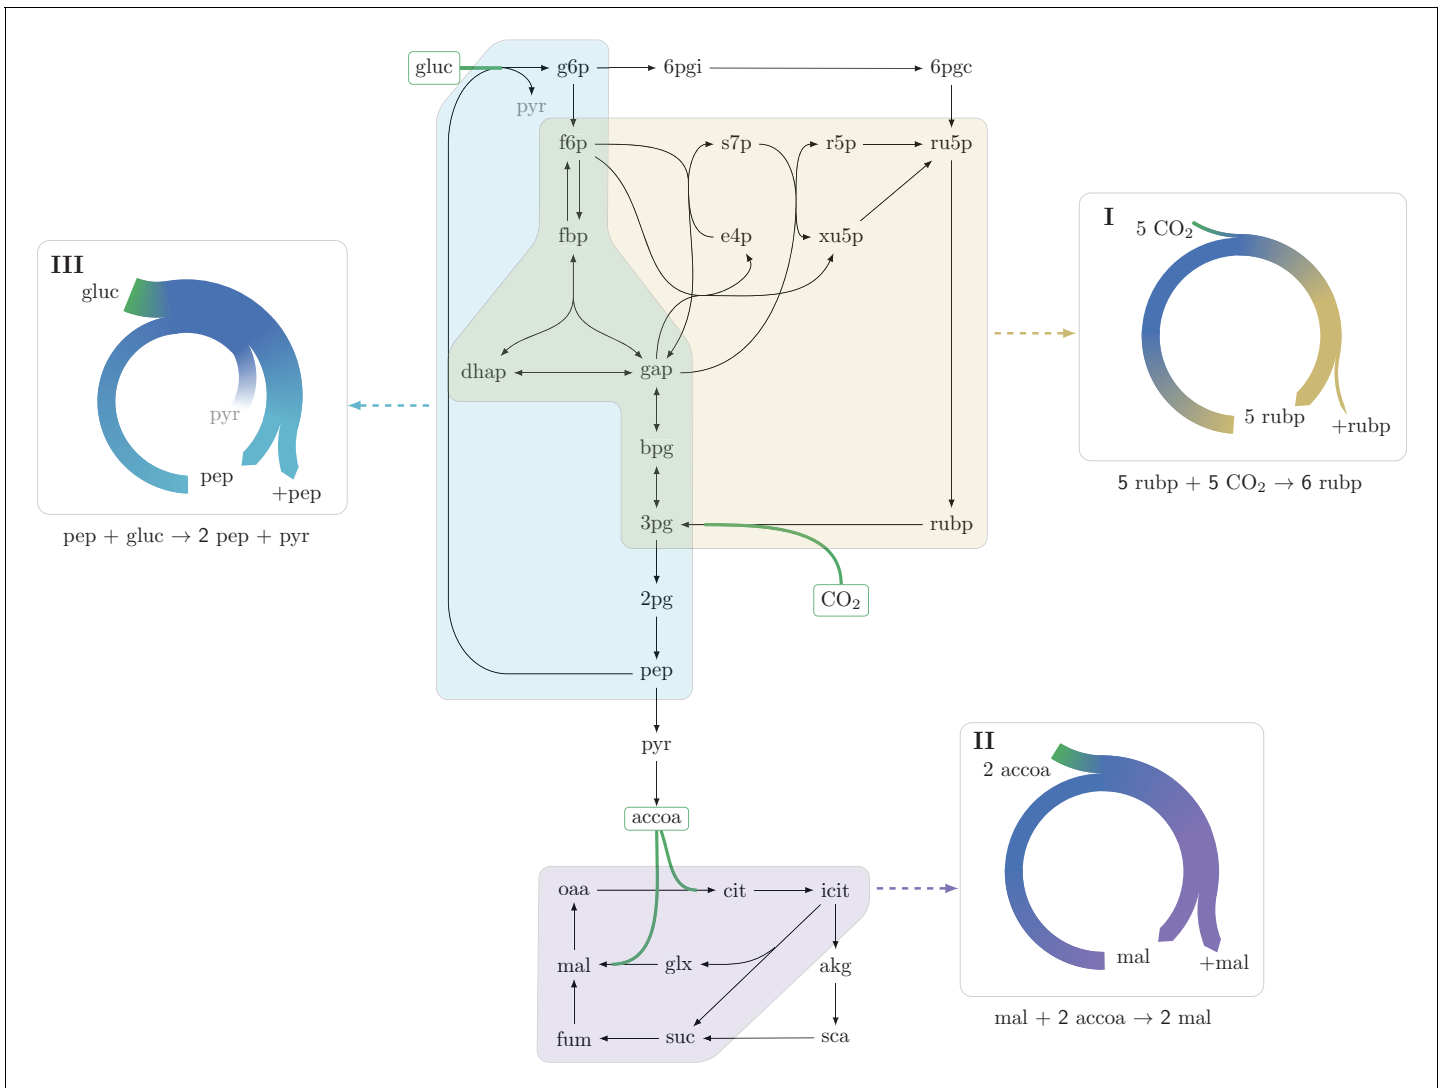 gluc g6p 6pgi 6pgc
pyr
f6p s7p r5p ru5p
fbp e4p xu5p
dhap gap
bpg
3pg rubp
2pg CO₂
pep
pyr
accoa
oaa cit icit
mal glx akg
fum suc sca
III
gluc
pyr
pep
+pep
pep + gluc → 2 pep + pyr
I
5 CO₂
5 rubp
+rubp
5 rubp + 5 CO₂ → 6 rubp
II
2 accoa
mal
+mal
mal + 2 accoa → 2 mal